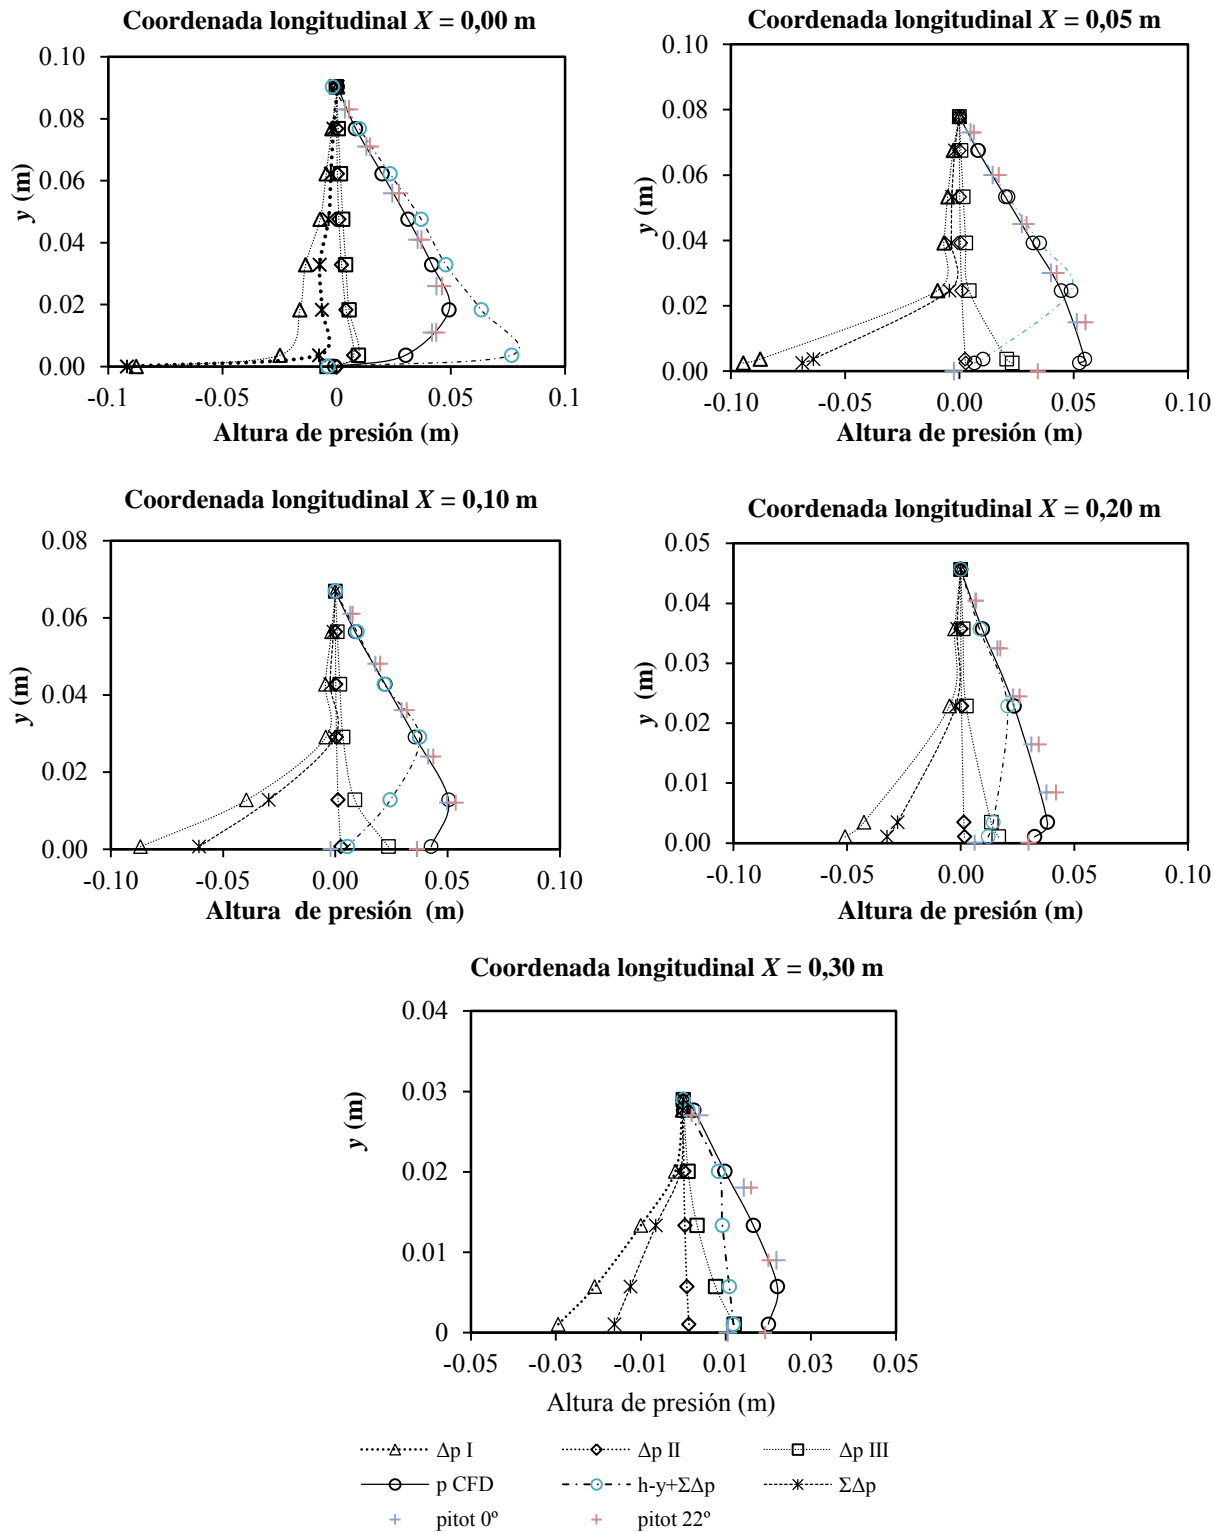 Coordenada longitudinal X = 0,00 m
0.10
0.08
0.06
0.04
0.02
0.00
y (m)
-0.1 -0.05 0 0.05 0.1
Altura de presión (m)
Coordenada longitudinal X = 0,05 m
0.10
0.08
0.06
0.04
0.02
0.00
y (m)
-0.10 -0.05 0.00 0.05 0.10
Altura de presión (m)
Coordenada longitudinal X = 0,10 m
0.08
0.06
0.04
0.02
0.00
y (m)
-0.10 -0.05 0.00 0.05 0.10
Altura de presión (m)
Coordenada longitudinal X = 0,20 m
0.05
0.04
0.03
0.02
0.01
0.00
y (m)
-0.10 -0.05 0.00 0.05 0.10
Altura de presión (m)
Coordenada longitudinal X = 0,30 m
0.04
0.03
0.02
0.01
0
y (m)
-0.05 -0.03 -0.01 0.01 0.03 0.05
Altura de presión (m)
Δp I Δp II Δp III
p CFD h-y+ΣΔp ΣΔp
pitot 0º pitot 22º